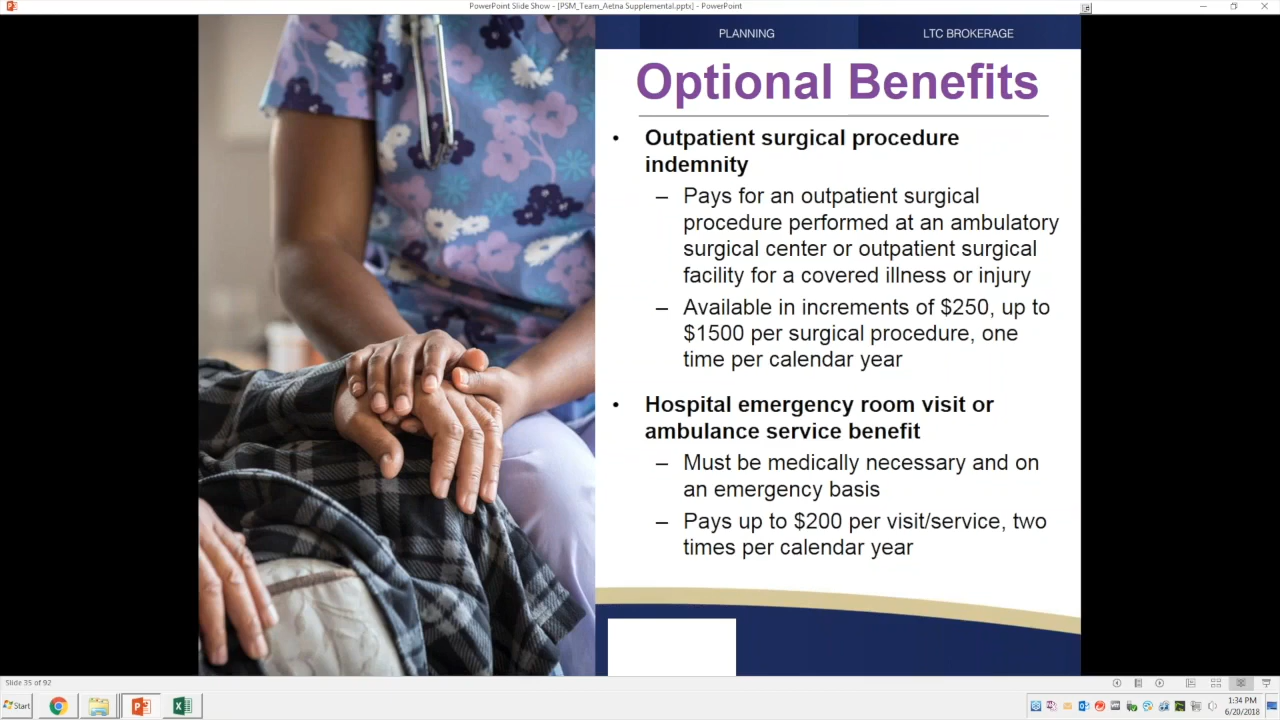 PowerPoint Slide Show - [PSM_Team_Aetna Supplemental.pptx] - PowerPoint
PLANNING
LTC BROKERAGE
Optional Benefits
• Outpatient surgical procedure
indemnity
– Pays for an outpatient surgical
procedure performed at an ambulatory
surgical center or outpatient surgical
facility for a covered illness or injury
– Available in increments of $250, up to
$1500 per surgical procedure, one
time per calendar year
• Hospital emergency room visit or
ambulance service benefit
– Must be medically necessary and on
an emergency basis
– Pays up to $200 per visit/service, two
times per calendar year
Slide 35 of 92
Start
1:34 PM
6/20/2018